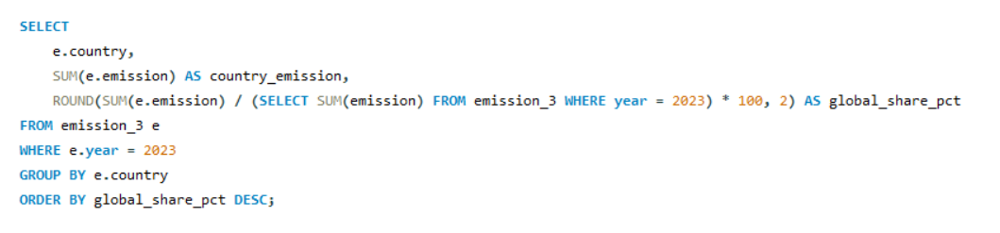 SELECT
    e.country,
    SUM(e.emission) AS country_emission,
    ROUND(SUM(e.emission) / (SELECT SUM(emission) FROM emission_3 WHERE year = 2023) * 100, 2) AS global_share_pct
FROM emission_3 e
WHERE e.year = 2023
GROUP BY e.country
ORDER BY global_share_pct DESC;